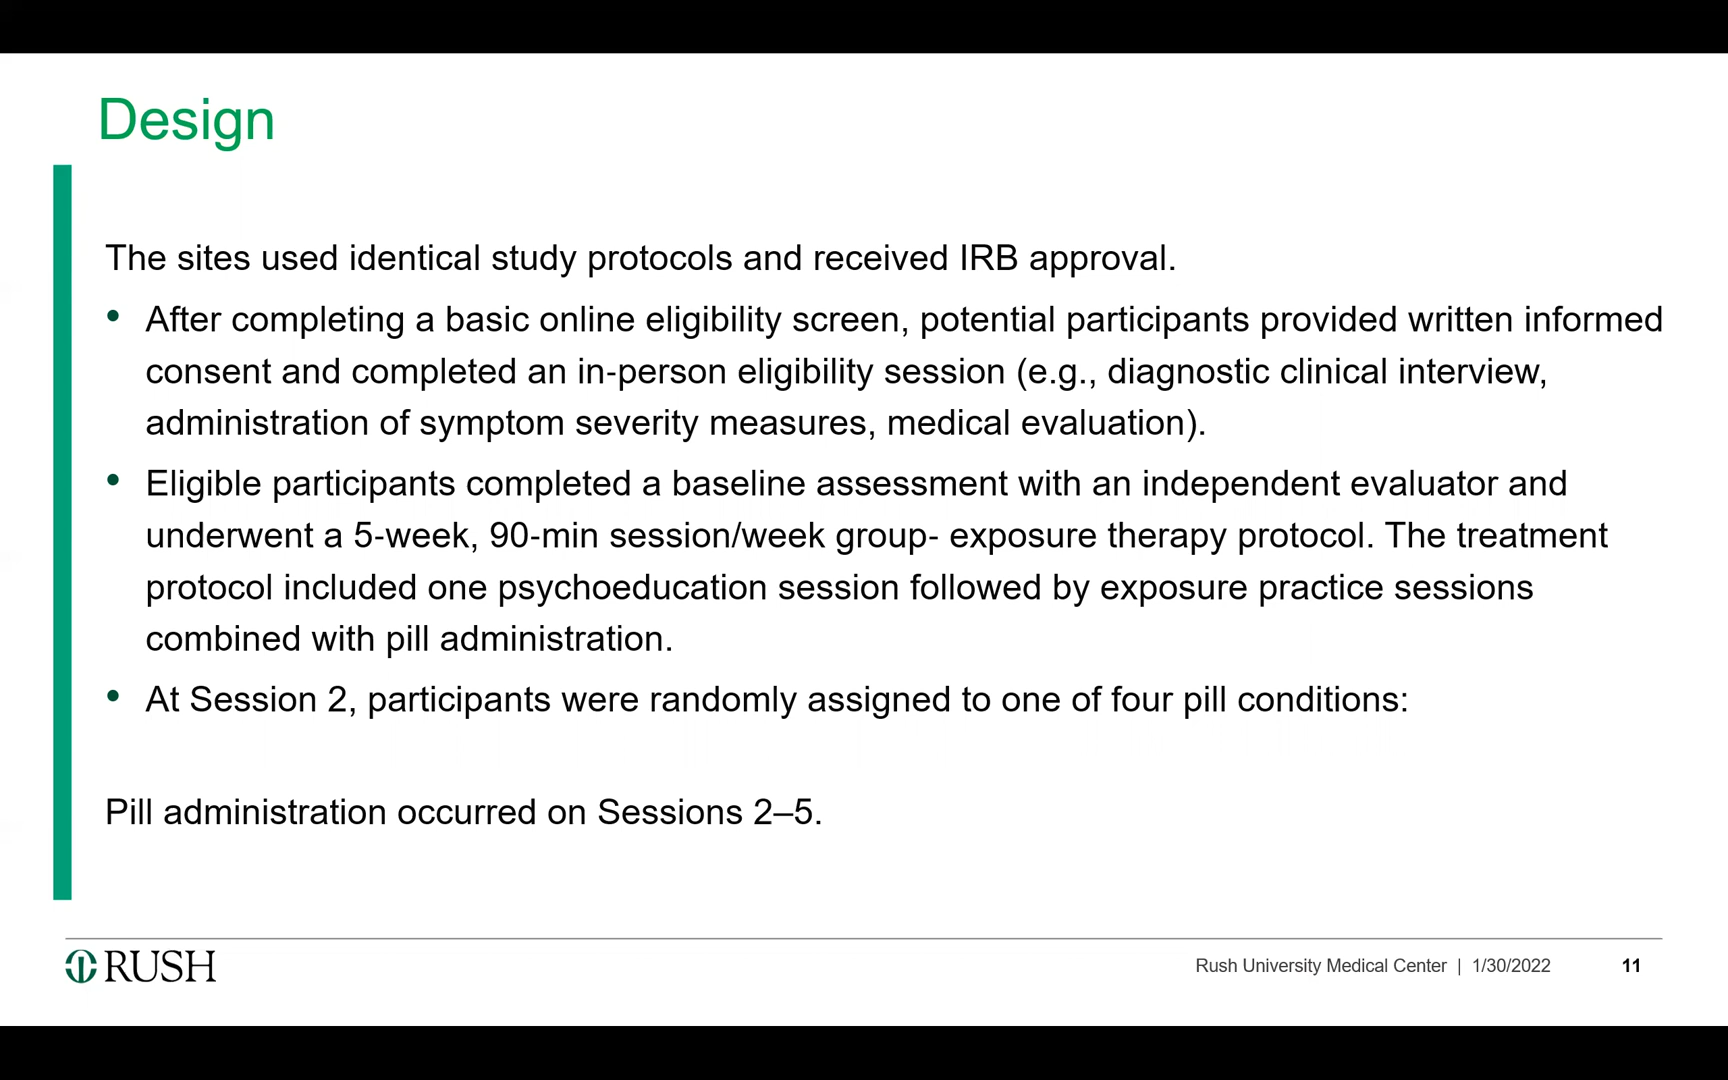 Design
The sites used identical study protocols and received IRB approval.
• After completing a basic online eligibility screen, potential participants provided written informed
consent and completed an in-person eligibility session (e.g., diagnostic clinical interview,
administration of symptom severity measures, medical evaluation).
• Eligible participants completed a baseline assessment with an independent evaluator and
underwent a 5-week, 90-min session/week group- exposure therapy protocol. The treatment
protocol included one psychoeducation session followed by exposure practice sessions
combined with pill administration.
• At Session 2, participants were randomly assigned to one of four pill conditions:
Pill administration occurred on Sessions 2–5.
RUSH
Rush University Medical Center | 1/30/2022 11